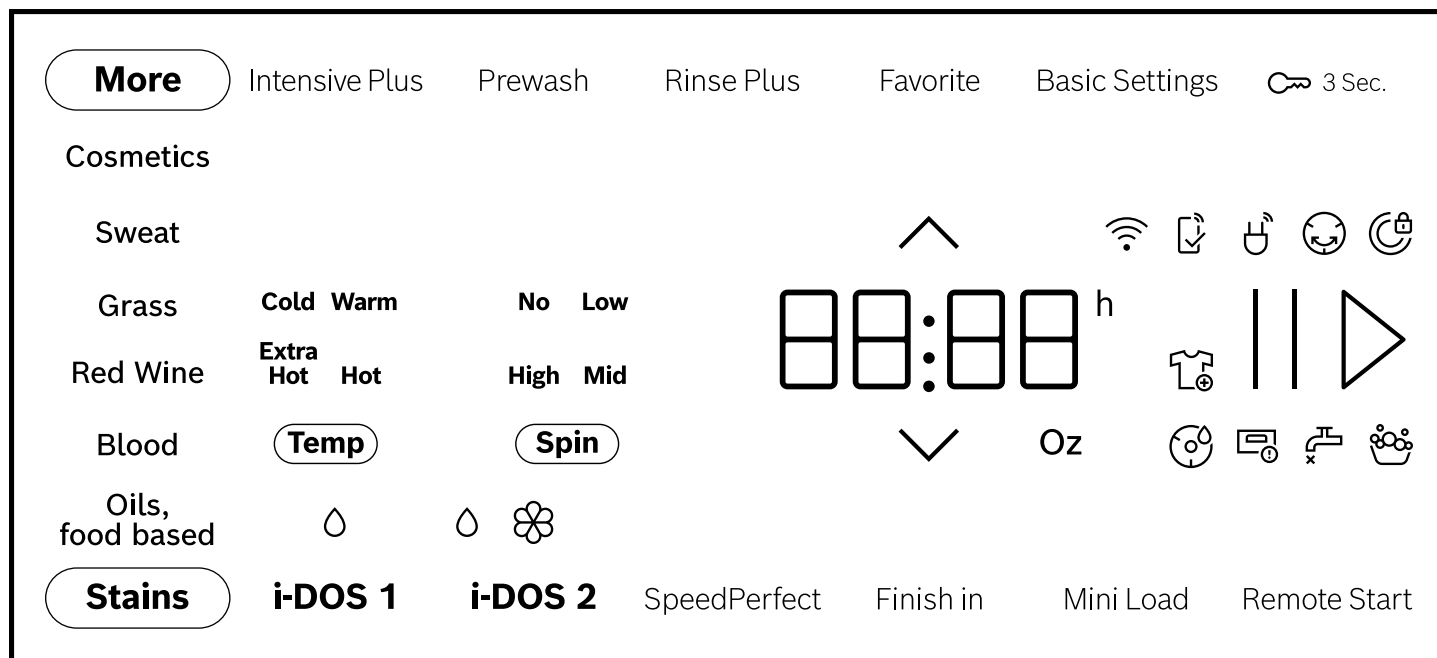 More Intensive Plus Prewash Rinse Plus Favorite Basic Settings 3 Sec.
Cosmetics
Sweat
Grass Cold Warm No Low 88:88 h
Extra
Red Wine Hot Hot High Mid
Blood Temp Spin Oz
Oils,
food based
Stains i-DOS 1 i-DOS 2 SpeedPerfect Finish in Mini Load Remote Start